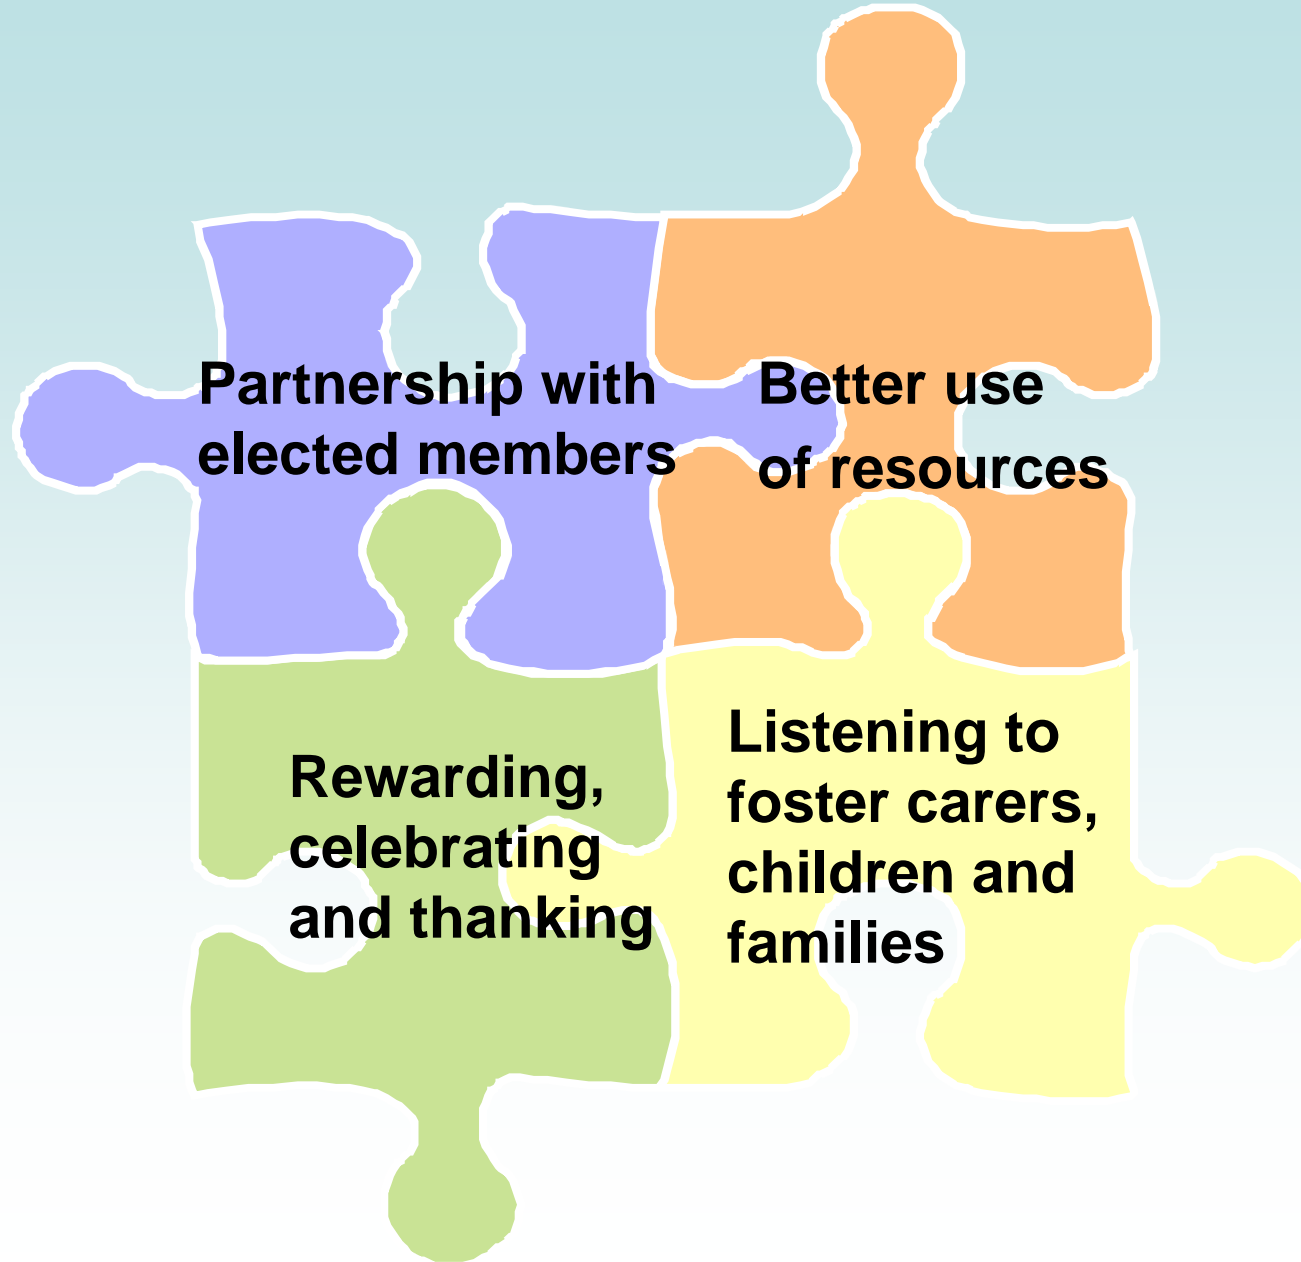 Partnership with
elected members
Better use
of resources
Rewarding,
celebrating
and thanking
Listening to
foster carers,
children and
families